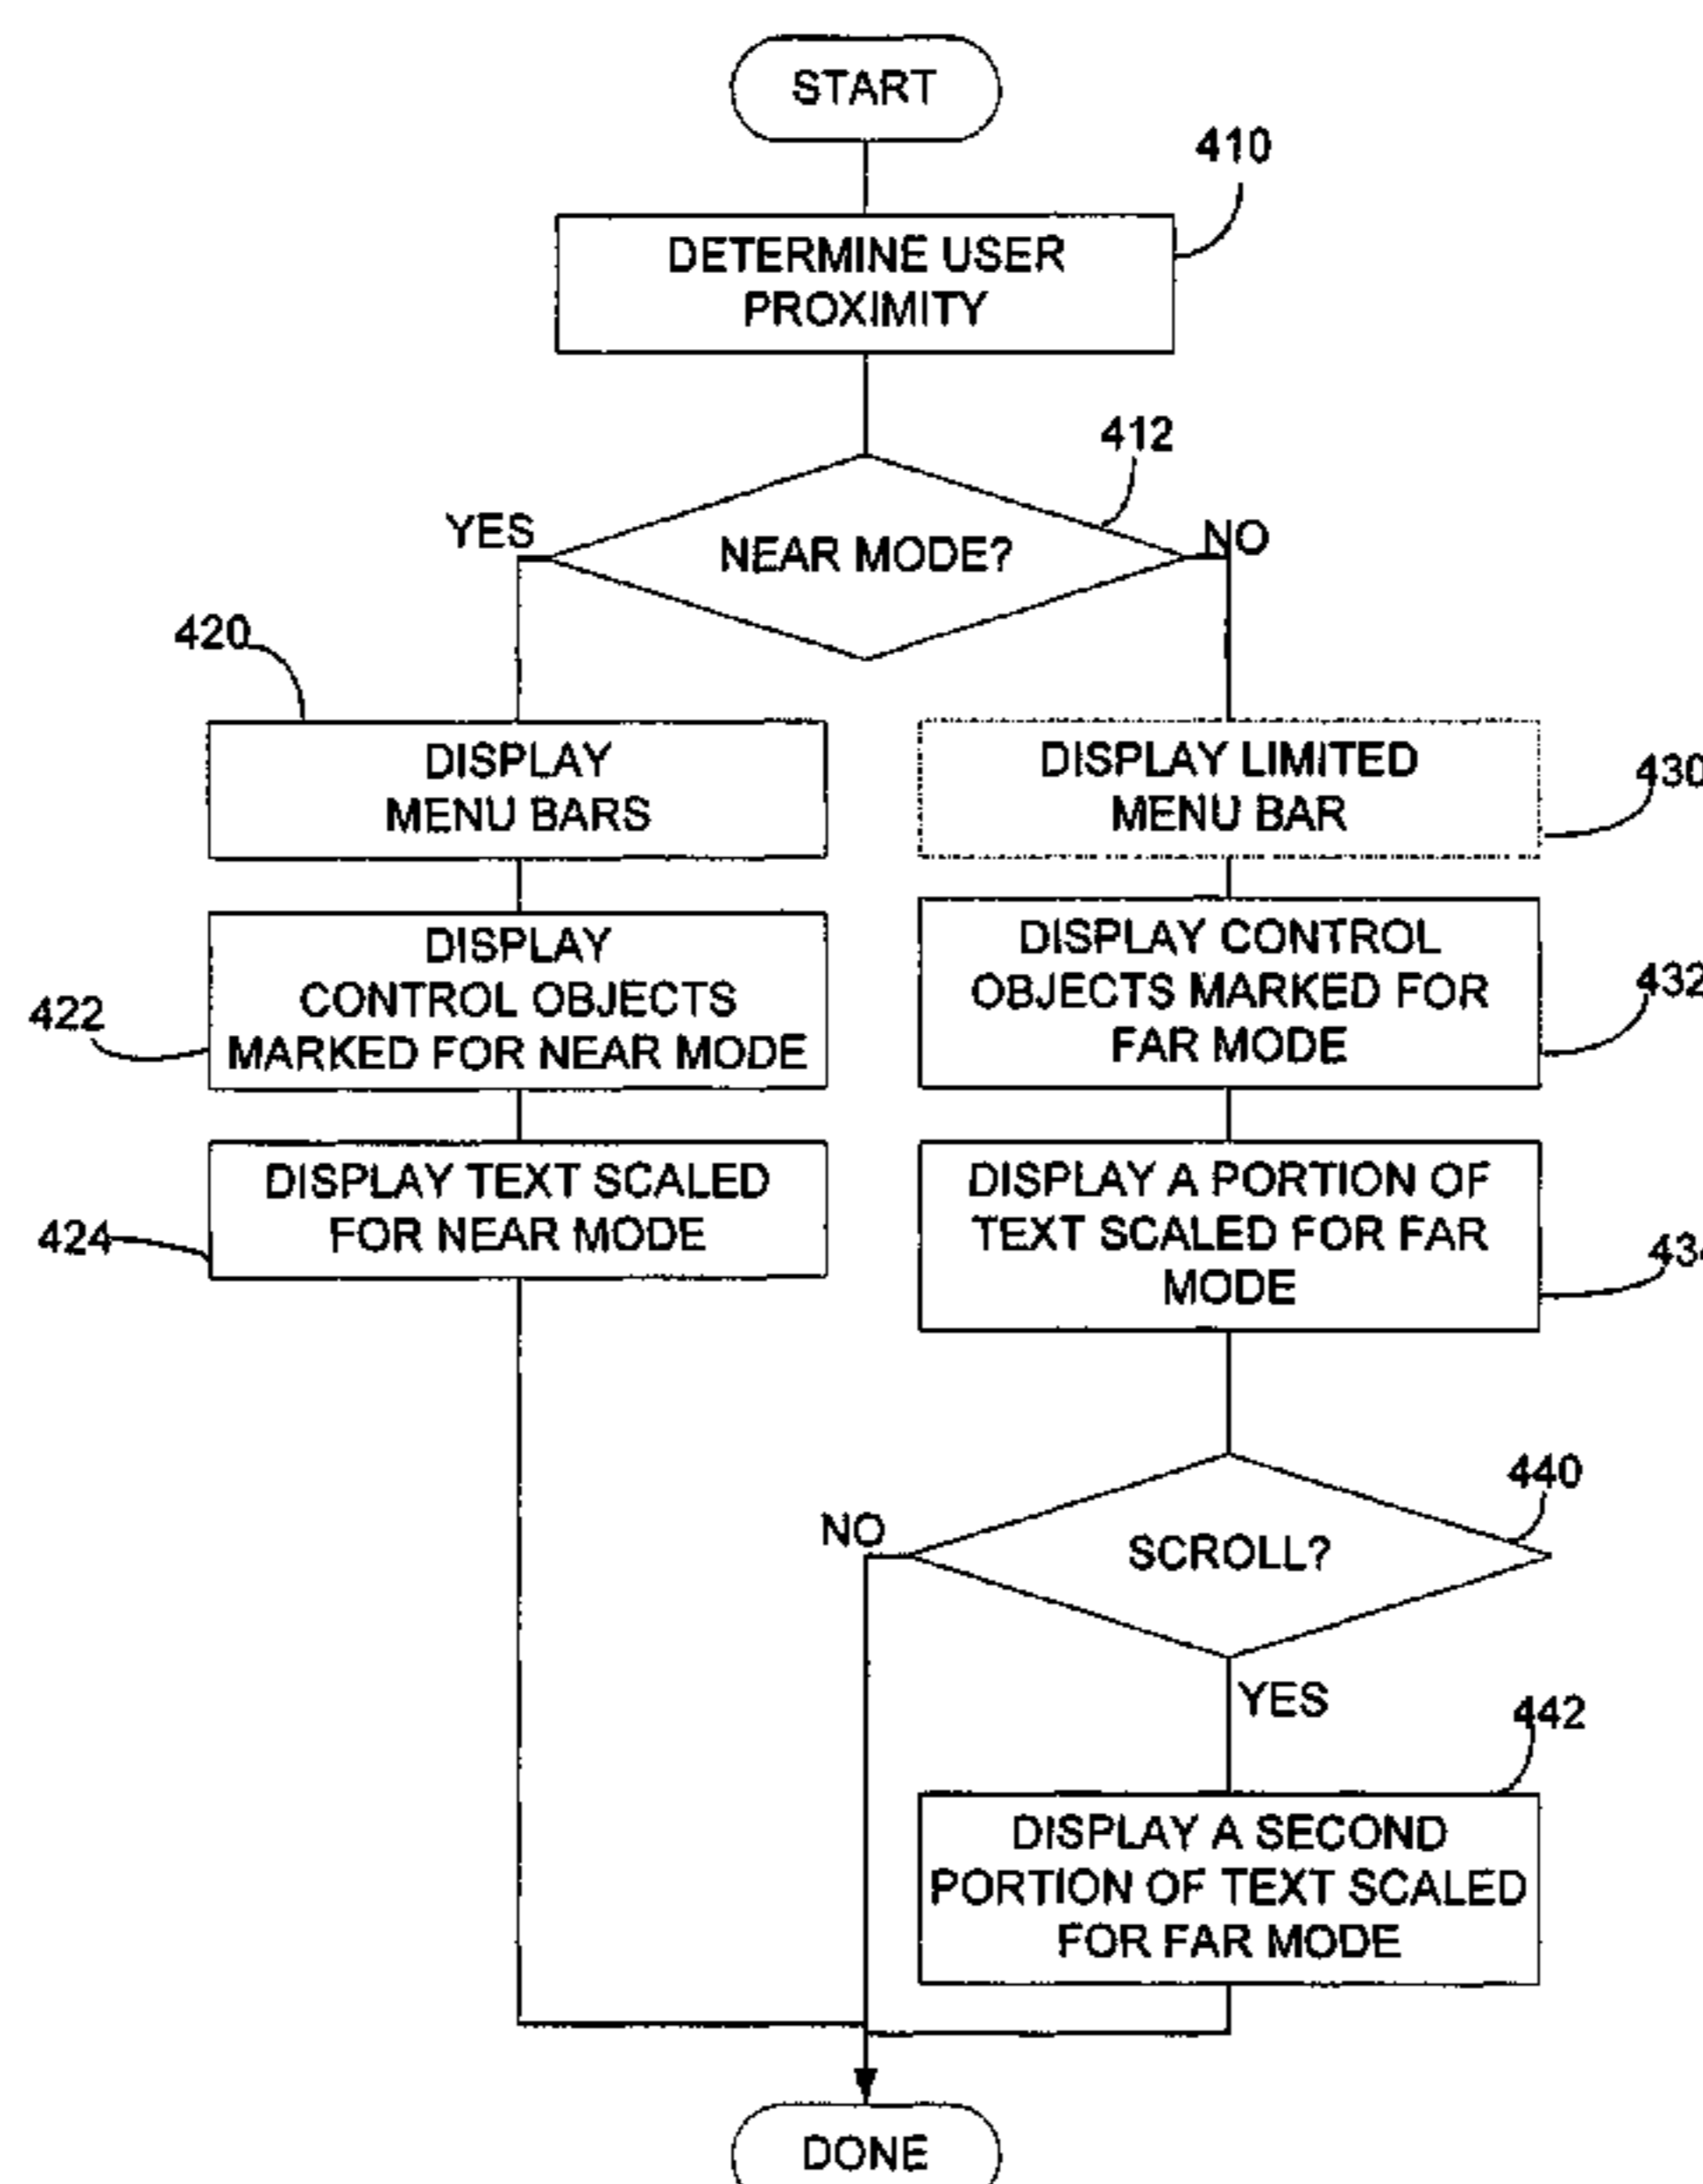 START
410
DETERMINE USER
PROXIMITY
412
YES
NEAR MODE?
NO
420
DISPLAY
MENU BARS
DISPLAY LIMITED
MENU BAR
430
DISPLAY
CONTROL OBJECTS
MARKED FOR NEAR MODE
422
DISPLAY CONTROL
OBJECTS MARKED FOR
FAR MODE
432
DISPLAY TEXT SCALED
FOR NEAR MODE
424
DISPLAY A PORTION OF
TEXT SCALED FOR FAR
MODE
434
440
NO
SCROLL?
YES
442
DISPLAY A SECOND
PORTION OF TEXT SCALED
FOR FAR MODE
DONE